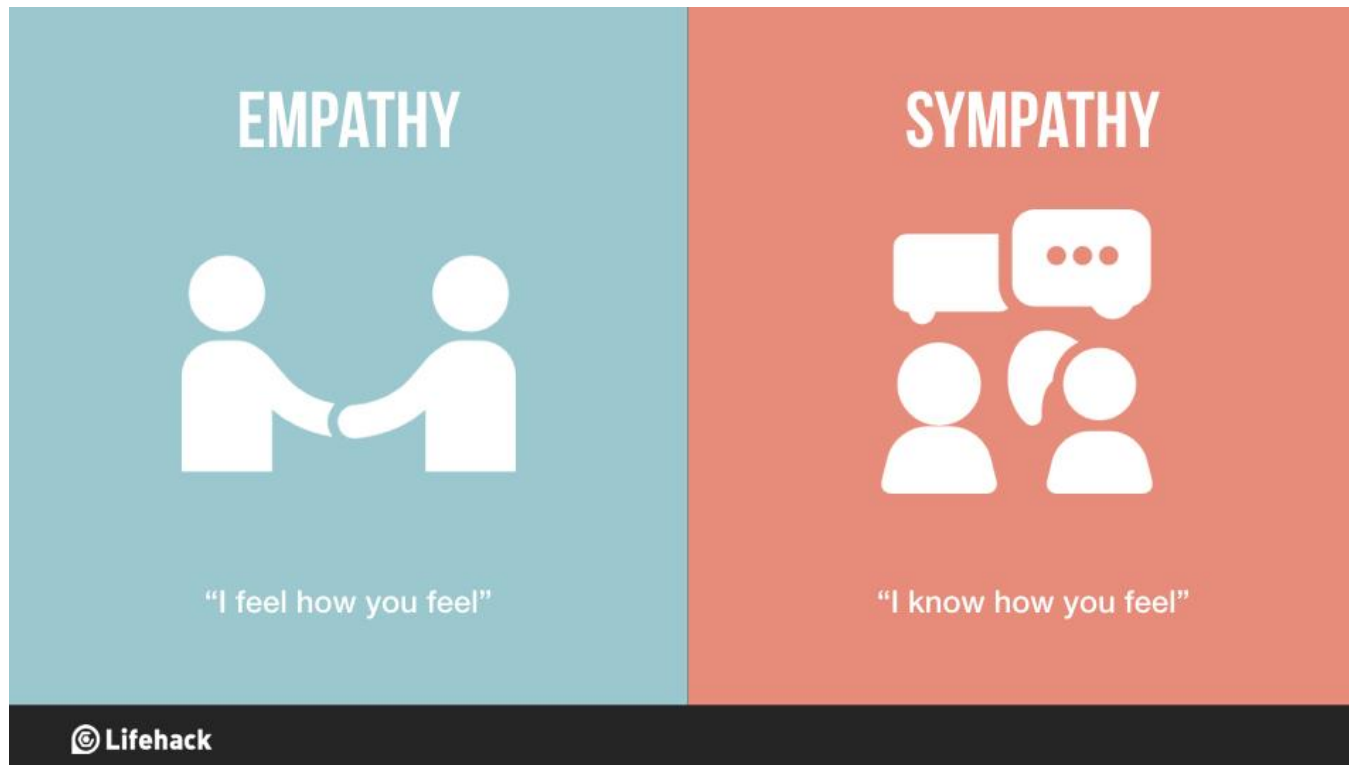 EMPATHY
“I feel how you feel”
SYMPATHY
“I know how you feel”
Lifehack